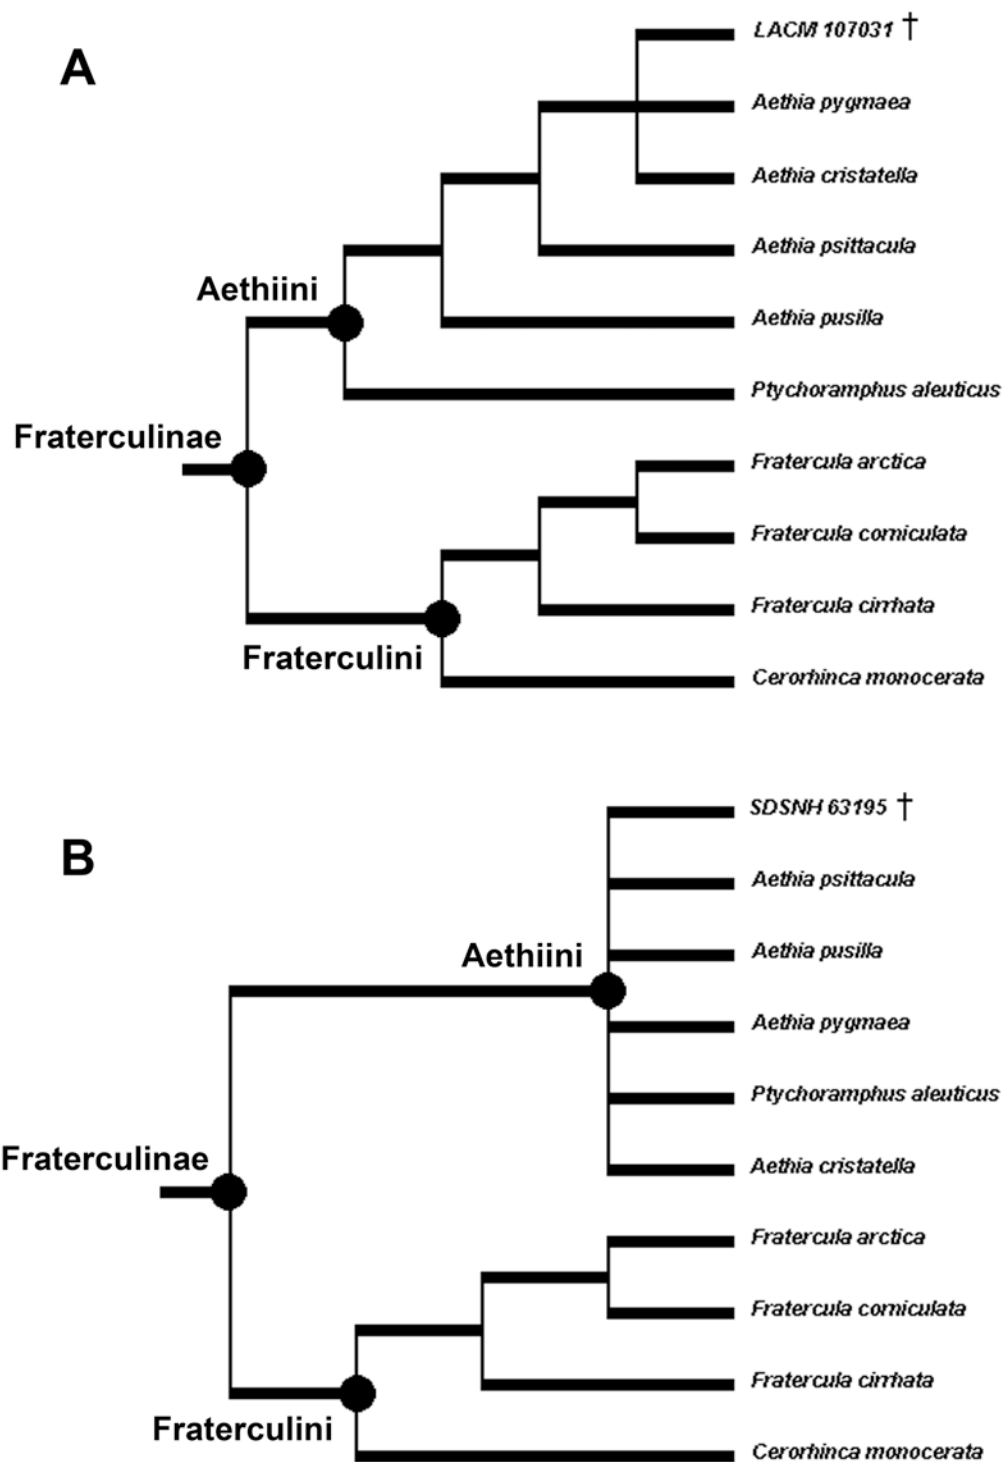 A
LACM 107031 †
Aethia pygmaea
Aethia cristatella
Aethia psittacula
Aethiini
Aethia pusilla
Ptychoramphus aleuticus
Fraterculinae
Fratercula arctica
Fratercula corniculata
Fratercula cirrhata
Fraterculini
Cerorhinca monocerata
B
SDSNH 63195 †
Aethia psittacula
Aethiini
Aethia pusilla
Aethia pygmaea
Ptychoramphus aleuticus
Fraterculinae
Aethia cristatella
Fratercula arctica
Fratercula corniculata
Fratercula cirrhata
Fraterculini
Cerorhinca monocerata